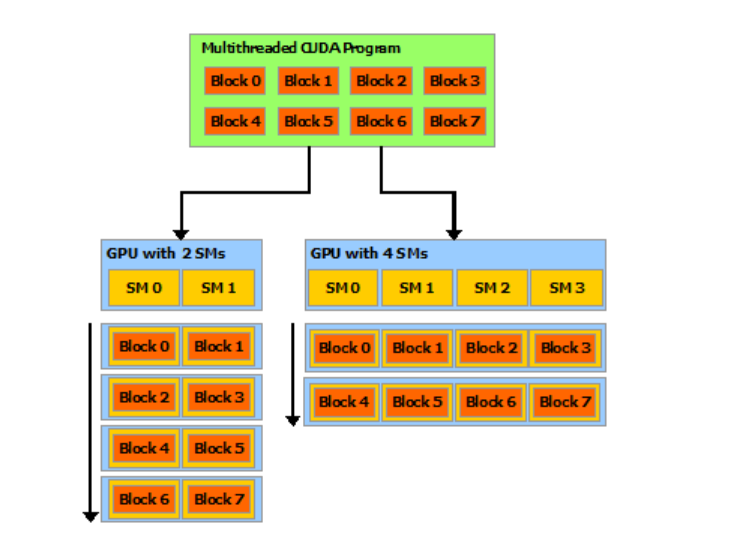 Multithreaded CUDA Program
Block 0 Block 1 Block 2 Block 3
Block 4 Block 5 Block 6 Block 7
GPU with 2 SMs
SM 0 SM 1
Block 0 Block 1
Block 2 Block 3
Block 4 Block 5
Block 6 Block 7
GPU with 4 SMs
SM 0 SM 1 SM 2 SM 3
Block 0 Block 1 Block 2 Block 3
Block 4 Block 5 Block 6 Block 7